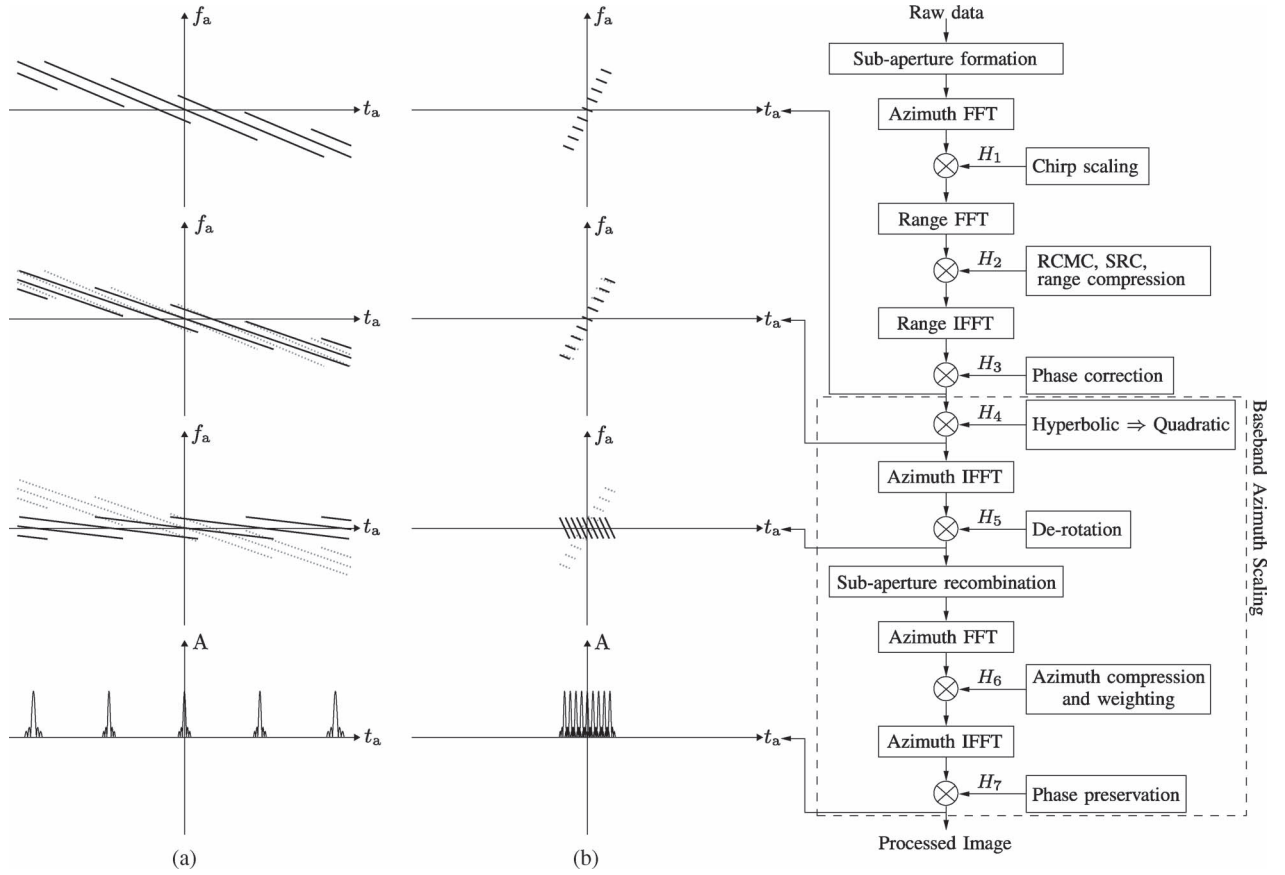 fa
ta
fa
ta
fa
ta
A
ta
(a)
fa
ta
fa
ta
fa
ta
A
ta
(b)
Raw data
Sub-aperture formation
Azimuth FFT
H1
Chirp scaling
Range FFT
H2
RCMC, SRC,
range compression
Range IFFT
H3
Phase correction
H4
Hyperbolic ⇒ Quadratic
Azimuth IFFT
H5
De-rotation
Sub-aperture recombination
Azimuth FFT
H6
Azimuth compression
and weighting
Azimuth IFFT
H7
Phase preservation
Processed Image
Baseband Azimuth Scaling